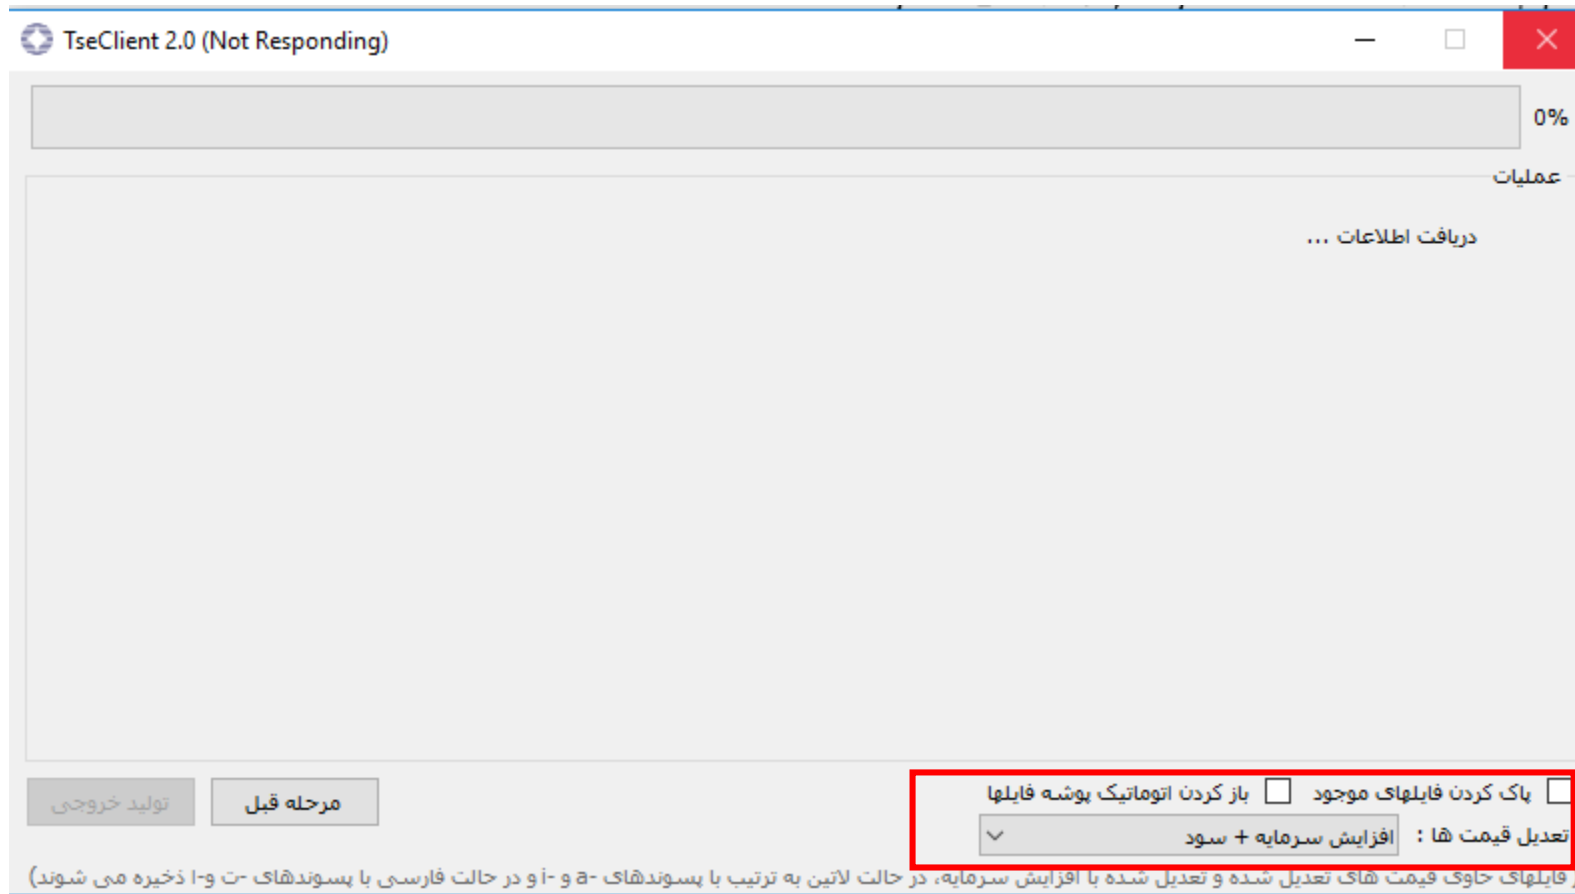 TseClient 2.0 (Not Responding)
0%
عملیات
دریافت اطلاعات ...
پاک کردن فایلهای موجود باز کردن اتوماتیک پوشه فایلها
مرحله قبل تولید خروجی
تعدیل قیمت ها : افزایش سرمایه + سود
فایلهای حاوی قیمت های تعدیل شده و تعدیل شده با افزایش سرمایه، در حالت لاتین به ترتیب با پسوندهای -a و -i و در حالت فارسی با پسوندهای -ت و-ا ذخیره می شوند)